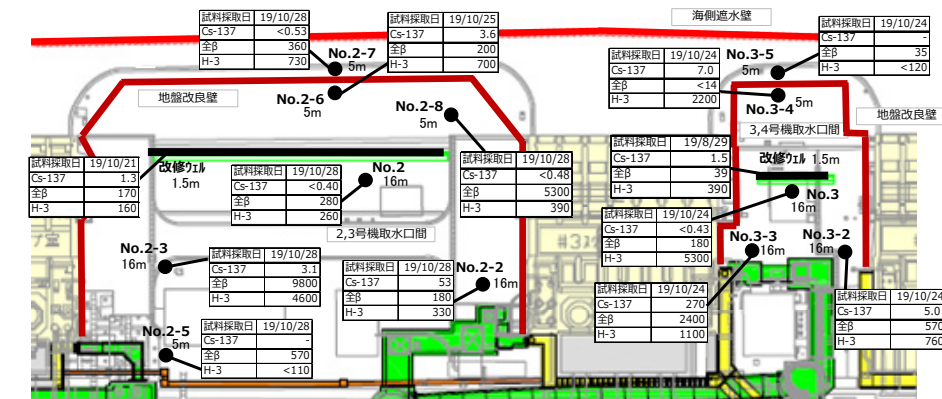 海側遮水壁
試料採取日 19/10/28
Cs-137 <0.53
全β 360
H-3 730
No.2-7
5m
試料採取日 19/10/25
Cs-137 3.6
全β 200
H-3 700
No.2-6
5m
地盤改良壁
No.2-8
5m
試料採取日 19/10/24
Cs-137 7.0
全β <14
H-3 2200
No.3-5
5m
試料採取日 19/10/24
Cs-137 -
全β 35
H-3 <120
No.3-4
5m
地盤改良壁
3,4号機取水口間
試料採取日 19/10/21
Cs-137 1.3
全β 170
H-3 160
改修ウェル
1.5m
試料採取日 19/10/28
Cs-137 <0.40
全β 280
H-3 260
No.2
16m
試料採取日 19/10/28
Cs-137 <0.48
全β 5300
H-3 390
2,3号機取水口間
試料採取日 19/8/29
Cs-137 1.5
全β 39
H-3 390
改修ウェル 1.5m
No.3
16m
試料採取日 19/10/24
Cs-137 <0.43
全β 180
H-3 5300
No.2-3
16m
試料採取日 19/10/28
Cs-137 3.1
全β 9800
H-3 4600
試料採取日 19/10/28
Cs-137 53
全β 180
H-3 330
No.2-2
16m
No.3-3
16m
No.3-2
16m
試料採取日 19/10/24
Cs-137 270
全β 2400
H-3 1100
試料採取日 19/10/24
Cs-137 5.0
全β 570
H-3 760
No.2-5
5m
試料採取日 19/10/28
Cs-137 -
全β 570
H-3 <110